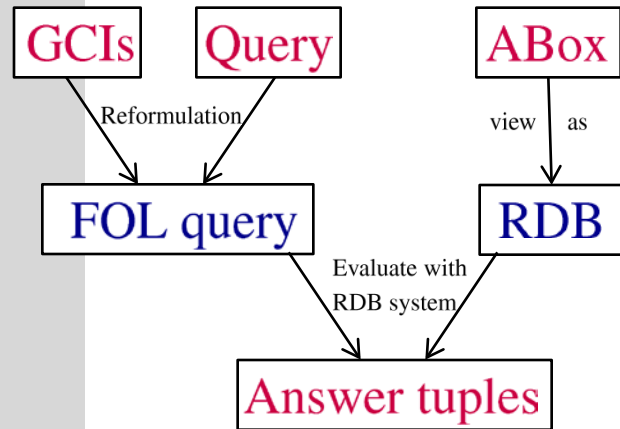 GCIs Query ABox
Reformulation view as
FOL query RDB
Evaluate with
RDB system
Answer tuples